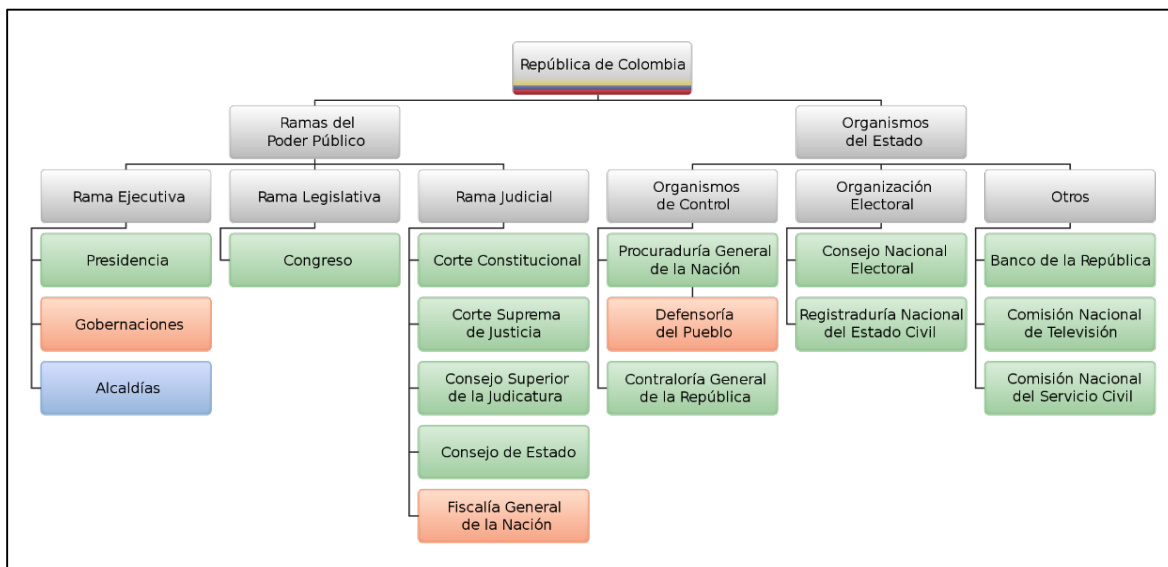 República de Colombia
Ramas del
Poder Público
Organismos
del Estado
Rama Ejecutiva
Rama Legislativa
Rama Judicial
Organismos
de Control
Organización
Electoral
Otros
Presidencia
Gobernaciones
Alcaldías
Congreso
Corte Constitucional
Corte Suprema
de Justicia
Consejo Superior
de la Judicatura
Consejo de Estado
Fiscalía General
de la Nación
Procuraduría General
de la Nación
Defensoría
del Pueblo
Contraloría General
de la República
Consejo Nacional
Electoral
Registraduría Nacional
del Estado Civil
Banco de la República
Comisión Nacional
de Televisión
Comisión Nacional
del Servicio Civil